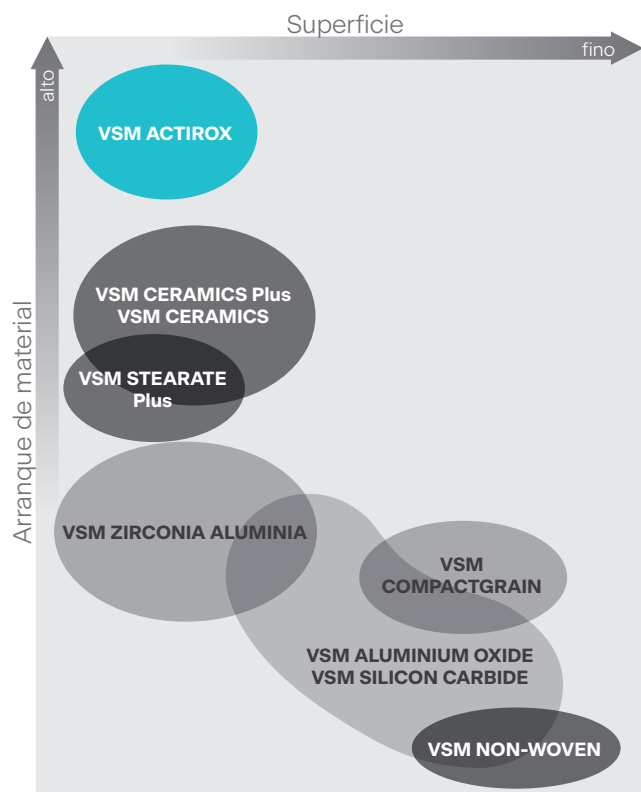 Superficie
fino
alto
Arranque de material
VSM ACTIROX
VSM CERAMICS Plus
VSM CERAMICS
VSM STEARATE
Plus
VSM ZIRCONIA ALUMINIA
VSM
COMPACTGRAIN
VSM ALUMINIUM OXIDE
VSM SILICON CARBIDE
VSM NON-WOVEN